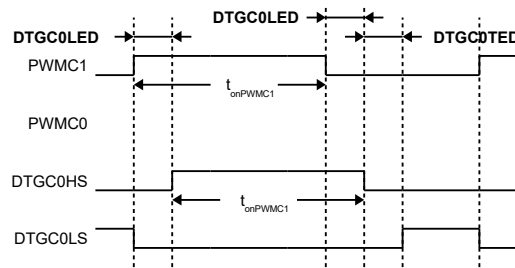 DTGC0LED
DTGC0LED
DTGC0TED
PWMC1
tonPWMC1
PWMC0
DTGC0HS
tonPWMC1
DTGC0LS